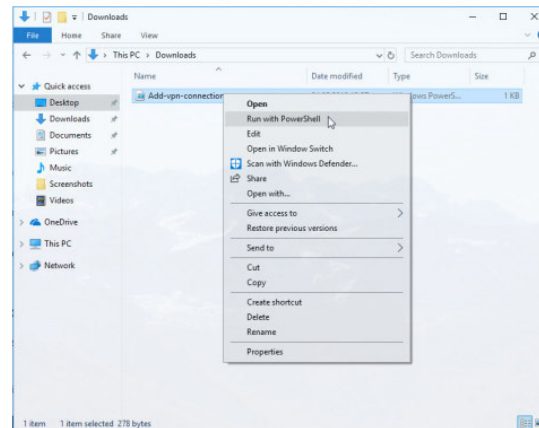 Downloads
File Home Share View
This PC > Downloads
Search Downloads
Name Date modified Type Size
Quick access
Desktop
Downloads
Documents
Pictures
Music
Screenshots
Videos
OneDrive
This PC
Network
Add-vpn-connection 1 KB
Open
Run with PowerShell
Edit
Open in Window Switch
Scan with Windows Defender...
Share
Open with...
Give access to
Restore previous versions
Send to
Cut
Copy
Create shortcut
Delete
Rename
Properties
1 item 1 item selected 278 bytes